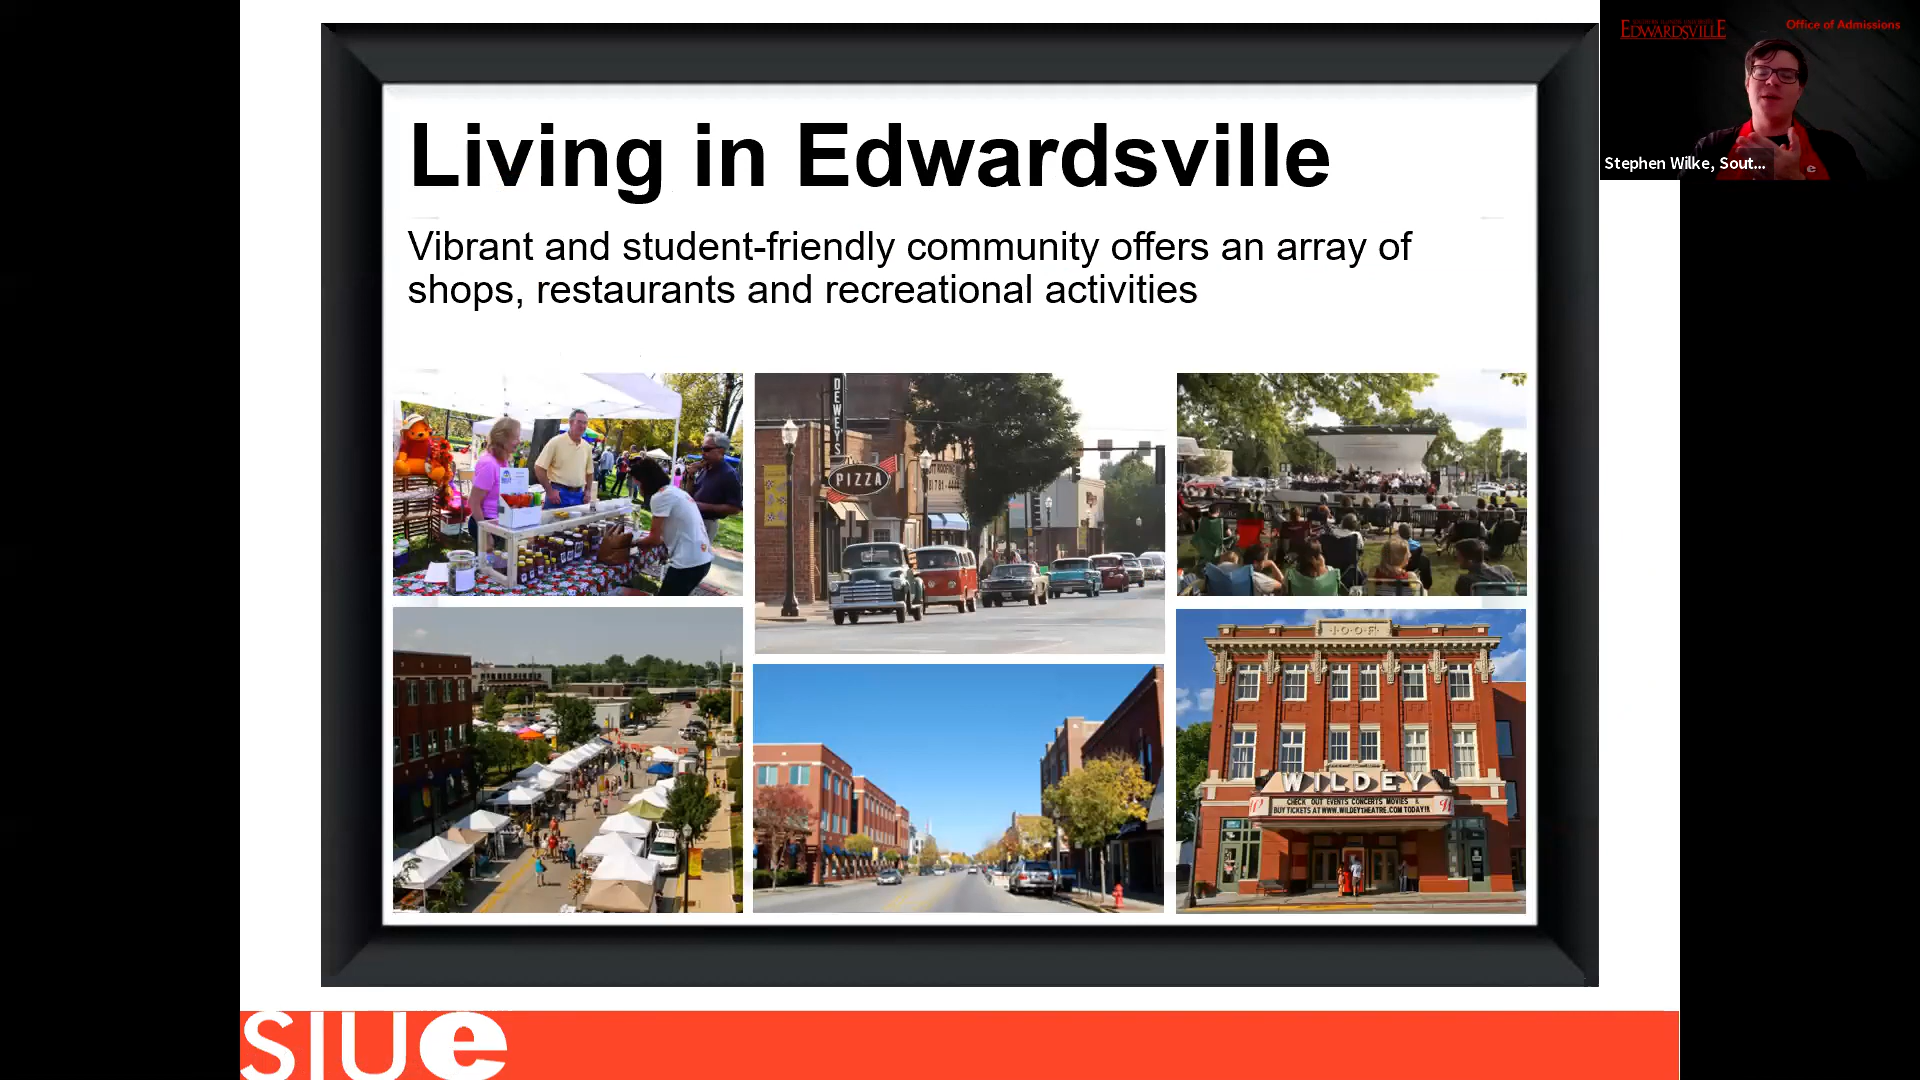 Living in Edwardsville
Vibrant and student-friendly community offers an array of
shops, restaurants and recreational activities
EDWARDSVILLE
Office of Admissions
Stephen Wilke, Sout...
DEWEY'S
PIZZA
I·O·O·F
WILDEY
CHECK OUT EVENTS CONCERTS MOVIES &
BUY TICKETS AT WWW.WILDEYTHEATRE.COM TODAY!!
SIUe